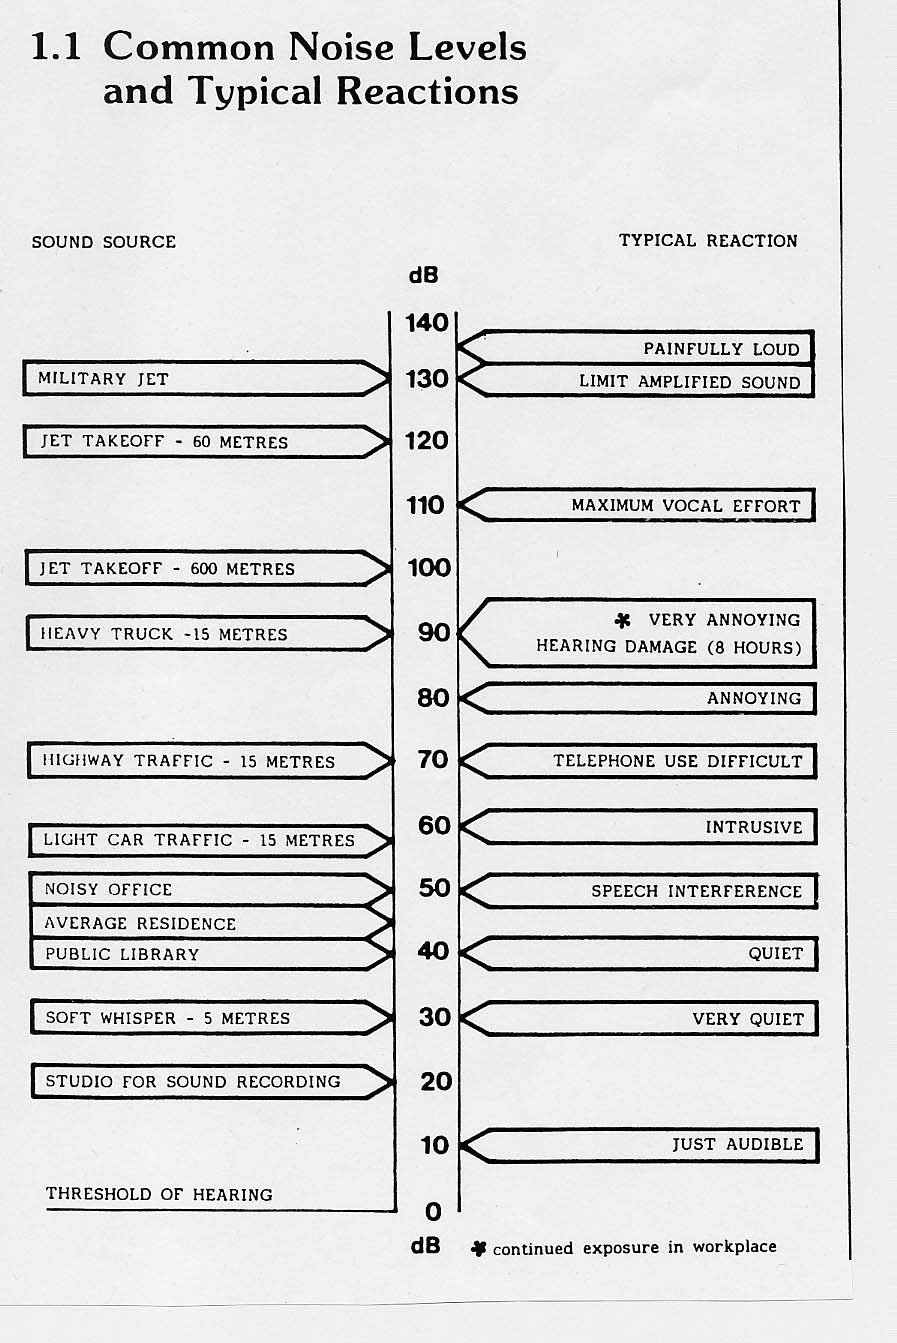 1.1 Common Noise Levels
and Typical Reactions
SOUND SOURCE
TYPICAL REACTION
dB
140
PAINFULLY LOUD
MILITARY JET
130
LIMIT AMPLIFIED SOUND
JET TAKEOFF - 60 METRES
120
110
MAXIMUM VOCAL EFFORT
JET TAKEOFF - 600 METRES
100
HEAVY TRUCK -15 METRES
90
* VERY ANNOYING
HEARING DAMAGE (8 HOURS)
80
ANNOYING
HIGHWAY TRAFFIC - 15 METRES
70
TELEPHONE USE DIFFICULT
60
INTRUSIVE
LIGHT CAR TRAFFIC - 15 METRES
NOISY OFFICE
50
SPEECH INTERFERENCE
AVERAGE RESIDENCE
PUBLIC LIBRARY
40
QUIET
SOFT WHISPER - 5 METRES
30
VERY QUIET
STUDIO FOR SOUND RECORDING
20
10
JUST AUDIBLE
THRESHOLD OF HEARING
0
dB
* continued exposure in workplace